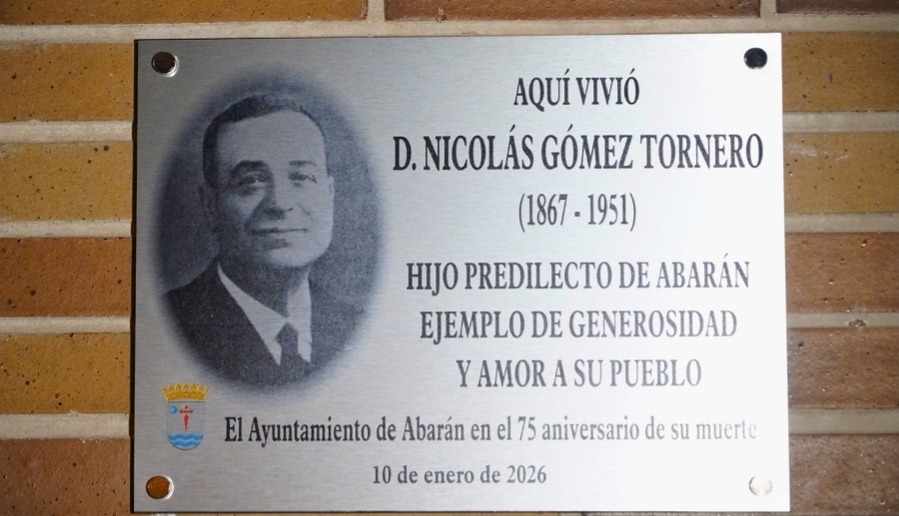 AQUÍ VIVIÓ
D. NICOLÁS GÓMEZ TORNERO
(1867 - 1951)
HIJO PREDILECTO DE ABARÁN
EJEMPLO DE GENEROSIDAD
Y AMOR A SU PUEBLO
El Ayuntamiento de Abarán en el 75 aniversario de su muerte
10 de enero de 2026